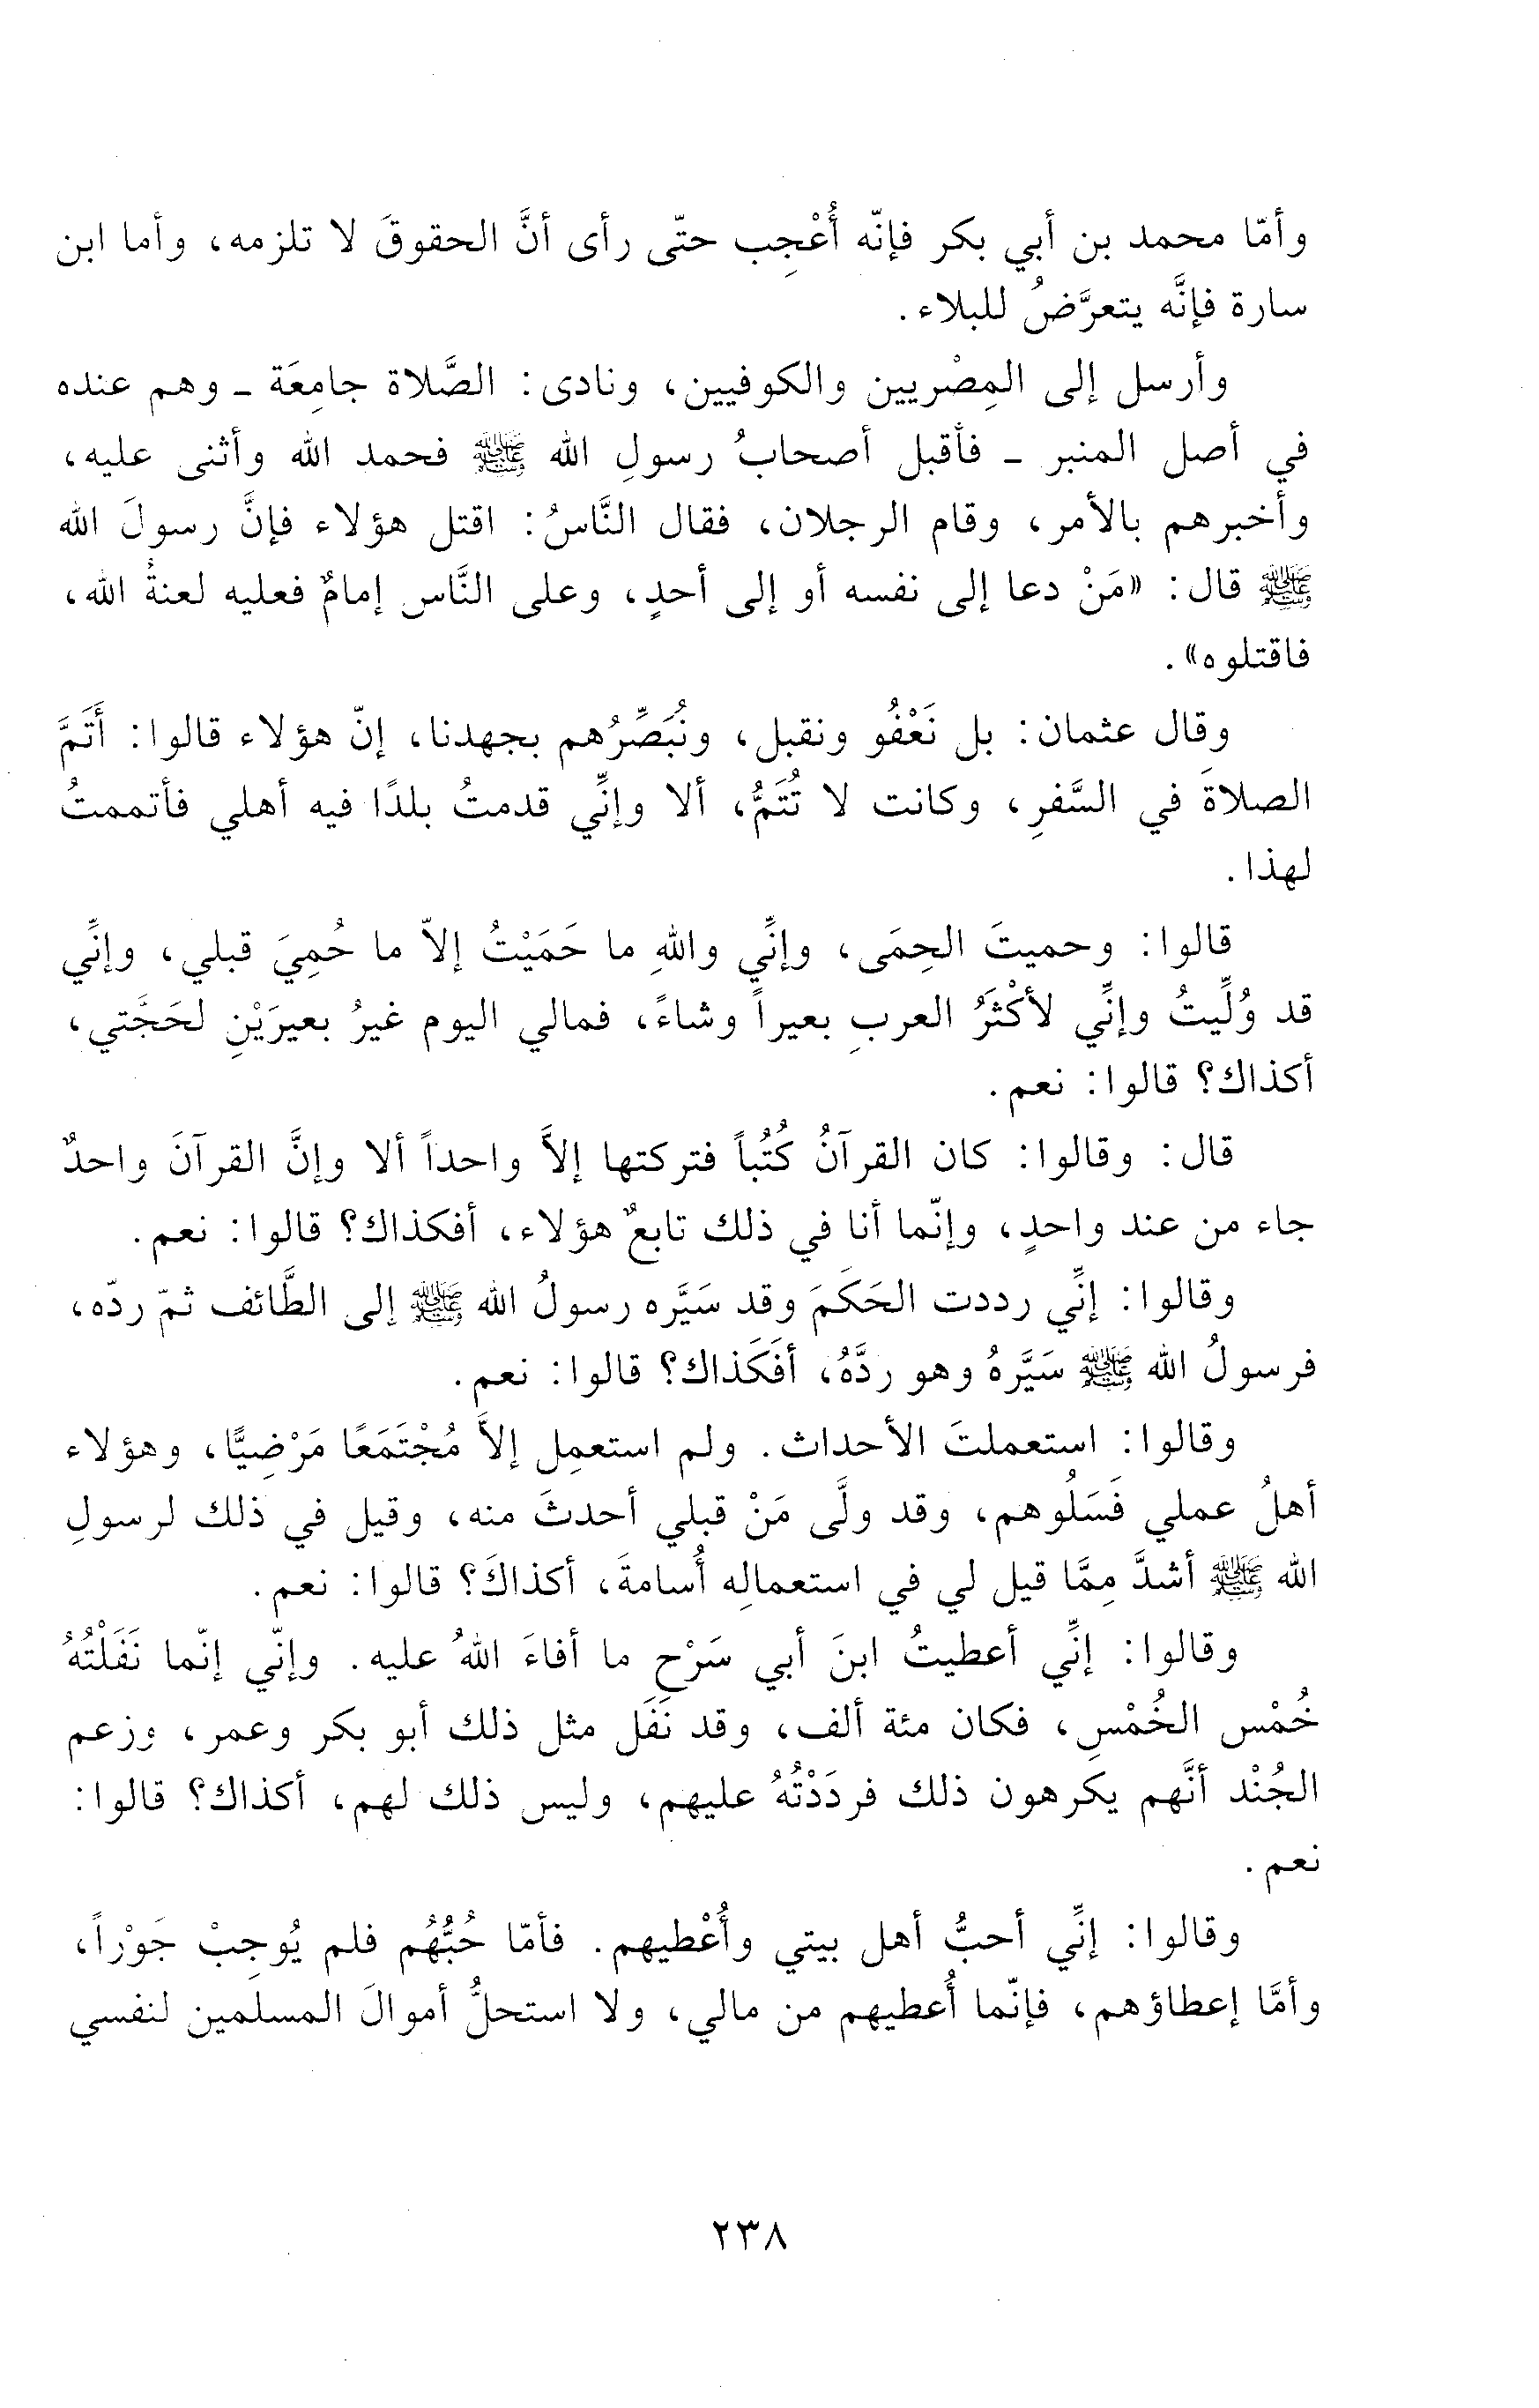 وأمّا محمد بن أبي بكر فإنّه أُعْجِب حتّى رأى أنَّ الحقوقَ لا تلزمه، وأما ابن
سارة فإنَّه يتعرَّضُ للبلاء.
وأرسل إلى المِصْريين والكوفيين، ونادى: الصَّلاة جامِعَة ـ وهم عنده
في أصل المنبر ـ فأقبل أصحابُ رسولِ الله ﷺ فحمد الله وأثنى عليه،
وأخبرهم بالأمر، وقام الرجلان، فقال النَّاسُ: اقتل هؤلاء فإنَّ رسولَ الله
ﷺ قال: «مَنْ دعا إلى نفسه أو إلى أحدٍ، وعلى النَّاس إمامٌ فعليه لعنةُ الله،
فاقتلوه».
وقال عثمان: بل نَعْفُو ونقبل، ونُبَصِّرُهم بجهدنا، إنّ هؤلاء قالوا: أَتَمَّ
الصلاةَ في السَّفرِ، وكانت لا تُتَمُّ، ألا وإنِّي قدمتُ بلدًا فيه أهلي فأتممتُ
لهذا.
قالوا: وحميتَ الحِمَى، وإنِّي واللهِ ما حَمَيْتُ إلاّ ما حُمِيَ قبلي، وإنِّي
قد وُلِّيتُ وإنِّي لأكْثَرُ العربِ بعيراً وشاءً، فمالي اليوم غيرُ بعيرَيْنِ لحَجَّتي،
أكذاك؟ قالوا: نعم.
قال: وقالوا: كان القرآنُ كُتُباً فتركتها إلاَّ واحداً ألا وإنَّ القرآنَ واحدٌ
جاء من عند واحدٍ، وإنّما أنا في ذلك تابعٌ هؤلاء، أفكذاك؟ قالوا: نعم.
وقالوا: إنِّي رددت الحَكَمَ وقد سَيَّره رسولُ الله ﷺ إلى الطَّائف ثمّ ردّه،
فرسولُ الله ﷺ سَيَّرهُ وهو ردَّهُ، أفَكَذاك؟ قالوا: نعم.
وقالوا: استعملتَ الأحداث. ولم استعمِل إلاَّ مُجْتَمَعًا مَرْضِيًّا، وهؤلاء
أهلُ عملي فَسَلُوهم، وقد ولَّى مَنْ قبلي أحدثَ منه، وقيل في ذلك لرسولِ
الله ﷺ أشدَّ مِمَّا قيل لي في استعمالِه أُسامةَ، أكذاكَ؟ قالوا: نعم.
وقالوا: إنِّي أعطيتُ ابنَ أبي سَرْحٍ ما أفاءَ اللهُ عليه. وإنّي إنّما نَفَلْتُهُ
خُمْس الخُمْسِ، فكان مئة ألف، وقد نَفَل مثل ذلك أبو بكر وعمر، وزعم
الجُنْد أنَّهم يكرهون ذلك فردَدْتُهُ عليهم، وليس ذلك لهم، أكذاك؟ قالوا:
نعم.
وقالوا: إنِّي أحبُّ أهل بيتي وأُعْطيهم. فأمّا حُبُّهُم فلم يُوجِبْ جَوْراً،
وأمَّا إعطاؤهم، فإنّما أُعطيهم من مالي، ولا استحلُّ أموالَ المسلمين لنفسي
٢٣٨